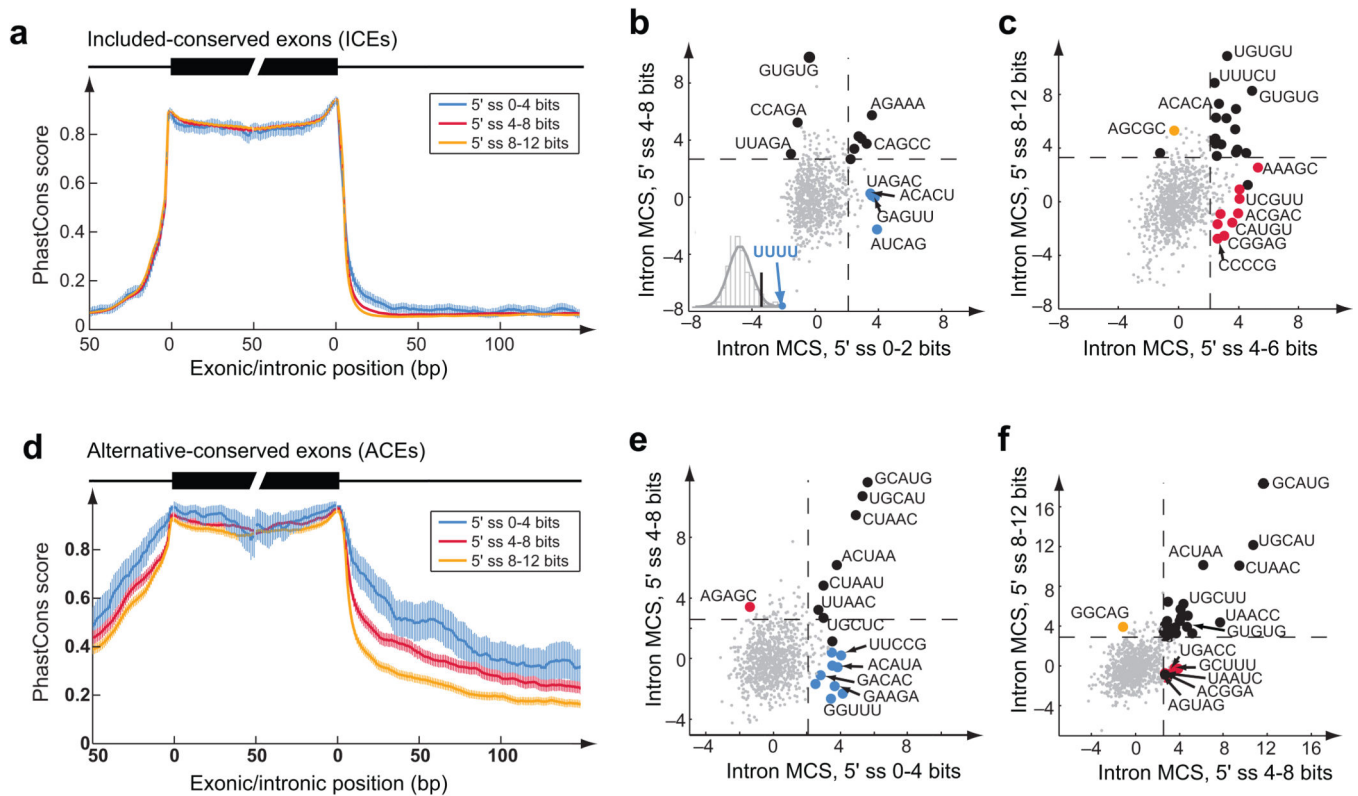 a
Included-conserved exons (ICEs)
PhastCons score
0.8
0.6
0.4
0.2
0
5' ss 0-4 bits
5' ss 4-8 bits
5' ss 8-12 bits
50
0
50
0
50
100
Exonic/intronic position (bp)
b
Intron MCS, 5' ss 4-8 bits
8
4
0
−4
−8
GUGUG
CCAGA
AGAAA
UUAGA
CAGCC
UAGAC
ACACU
GAGUU
AUCAG
UUUU
−8
−4
0
4
8
Intron MCS, 5' ss 0-2 bits
c
Intron MCS, 5' ss 8-12 bits
8
4
0
−4
−8
UGUGU
UUUCU
GUGUG
ACACA
AGCGC
AAAGC
UCGUU
ACGAC
CAUGU
CGGAG
CCCCG
−4
0
4
8
Intron MCS, 5' ss 4-6 bits
d
Alternative-conserved exons (ACEs)
PhastCons score
0.8
0.6
0.4
0.2
0
5' ss 0-4 bits
5' ss 4-8 bits
5' ss 8-12 bits
50
0
50
0
50
100
Exonic/intronic position (bp)
e
Intron MCS, 5' ss 4-8 bits
8
4
0
−4
GCAUG
UGCAU
CUAAC
ACUAA
CUAAU
AGAGC
UUAAC
UGCUC
UUCCG
ACAUA
GACAC
GAAGA
GGUUU
−4
0
4
8
Intron MCS, 5' ss 0-4 bits
f
Intron MCS, 5' ss 8-12 bits
16
12
8
4
0
−4
GCAUG
UGCAU
ACUAA
CUAAC
UGCUU
GGCAG
UAACC
GUGUG
UGACC
GCUUU
UAAUC
ACGGA
AGUAG
−4
0
4
8
12
16
Intron MCS, 5' ss 4-8 bits